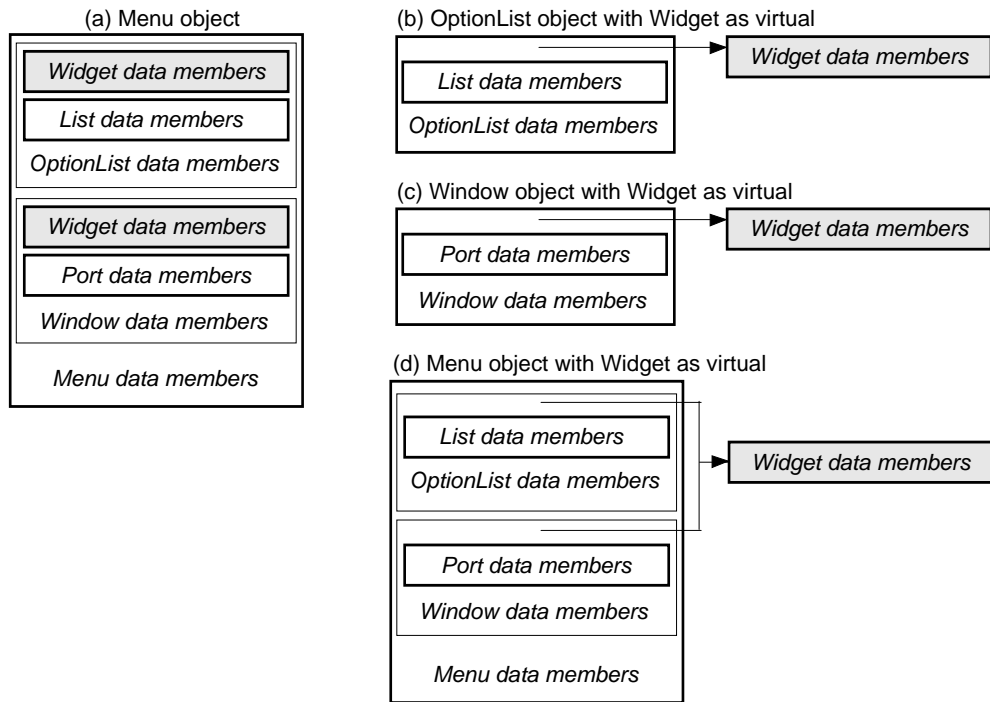 (a) Menu object
Widget data members
List data members
OptionList data members
Widget data members
Port data members
Window data members
Menu data members
(b) OptionList object with Widget as virtual
Widget data members
List data members
OptionList data members
(c) Window object with Widget as virtual
Widget data members
Port data members
Window data members
(d) Menu object with Widget as virtual
List data members
Widget data members
OptionList data members
Port data members
Window data members
Menu data members